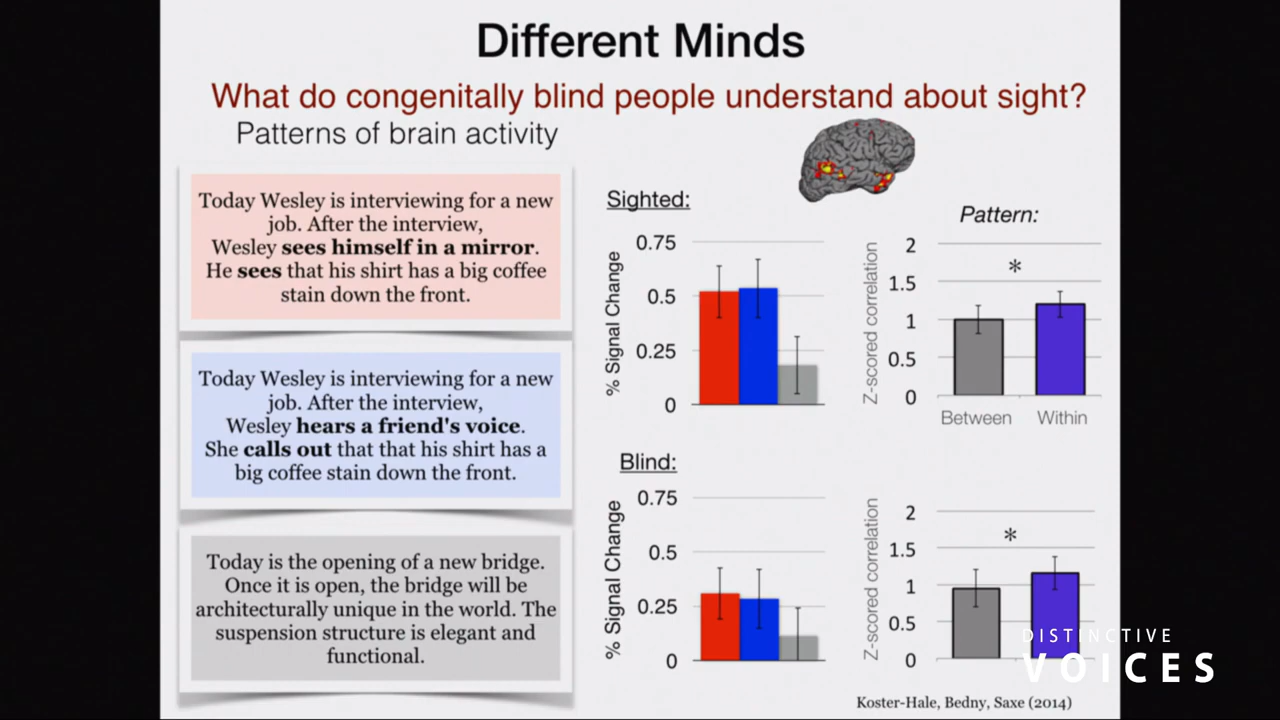 Different Minds
What do congenitally blind people understand about sight?
Patterns of brain activity
Today Wesley is interviewing for a new
job. After the interview,
Wesley sees himself in a mirror.
He sees that his shirt has a big coffee
stain down the front.
Today Wesley is interviewing for a new
job. After the interview,
Wesley hears a friend's voice.
She calls out that that his shirt has a
big coffee stain down the front.
Today is the opening of a new bridge.
Once it is open, the bridge will be
architecturally unique in the world. The
suspension structure is elegant and
functional.
Sighted:
% Signal Change
0.75
0.5
0.25
0
Pattern:
Z-scored correlation
2
1.5
1
0.5
0
*
Between
Within
Blind:
% Signal Change
0.75
0.5
0.25
0
Z-scored correlation
2
1.5
1
0.5
0
*
DISTINCTIVE
VOICES
Koster-Hale, Bedny, Saxe (2014)